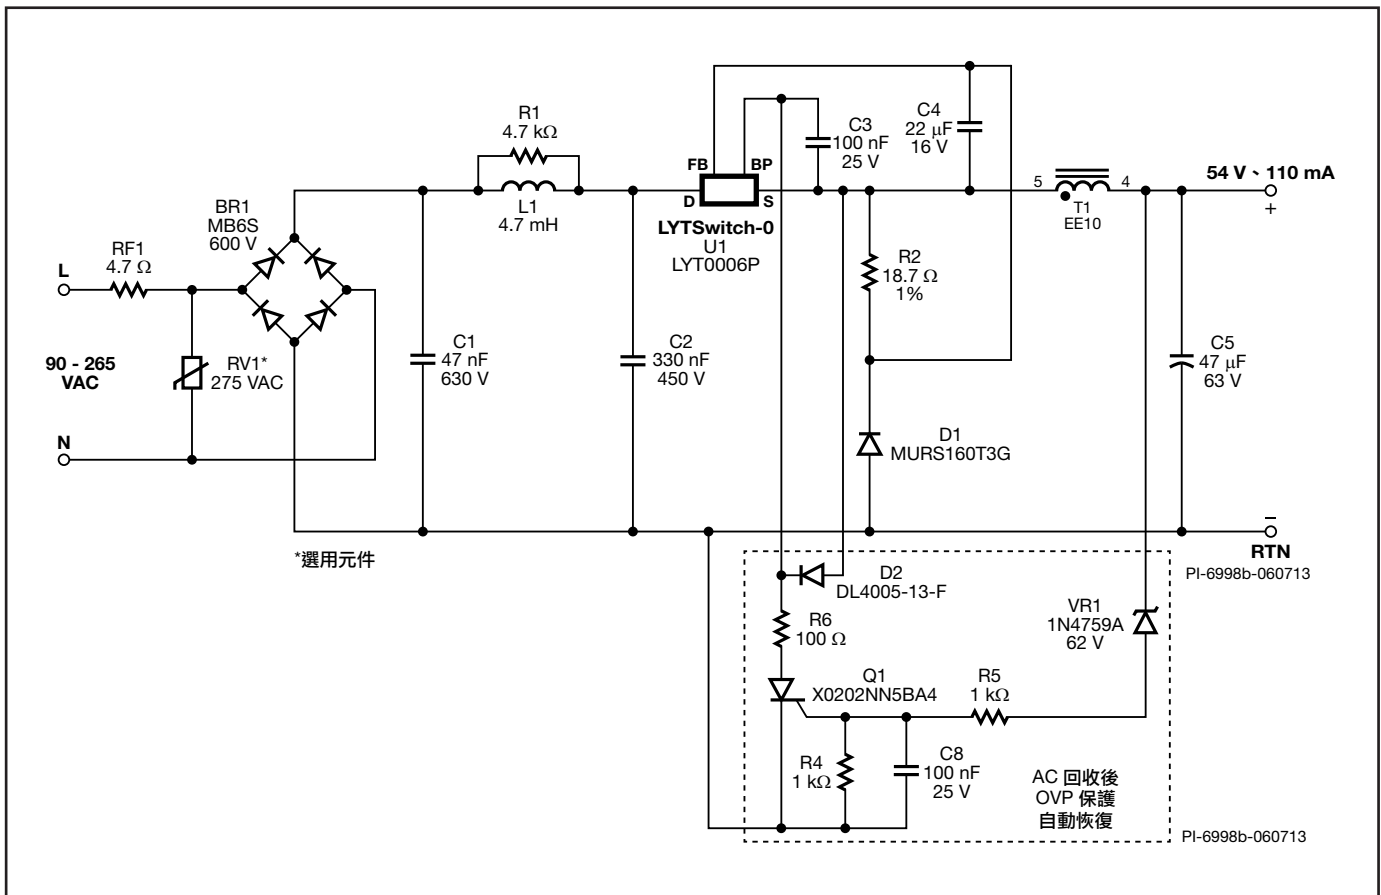 R1
4.7 kΩ
L1
4.7 mH
BR1
MB6S
600 V
RF1
4.7 Ω
L
90 - 265
VAC
N
RV1*
275 VAC
C1
47 nF
630 V
C2
330 nF
450 V
FB
BP
D
S
LYTSwitch-0
U1
LYT0006P
C3
100 nF
25 V
C4
22 μF
16 V
R2
18.7 Ω
1%
D1
MURS160T3G
5
4
T1
EE10
54 V、110 mA
+
C5
47 μF
63 V
–
RTN
PI-6998b-060713
*選用元件
D2
DL4005-13-F
R6
100 Ω
VR1
1N4759A
62 V
Q1
X0202NN5BA4
R5
1 kΩ
R4
1 kΩ
C8
100 nF
25 V
AC 回收後
OVP 保護
自動恢復
PI-6998b-060713